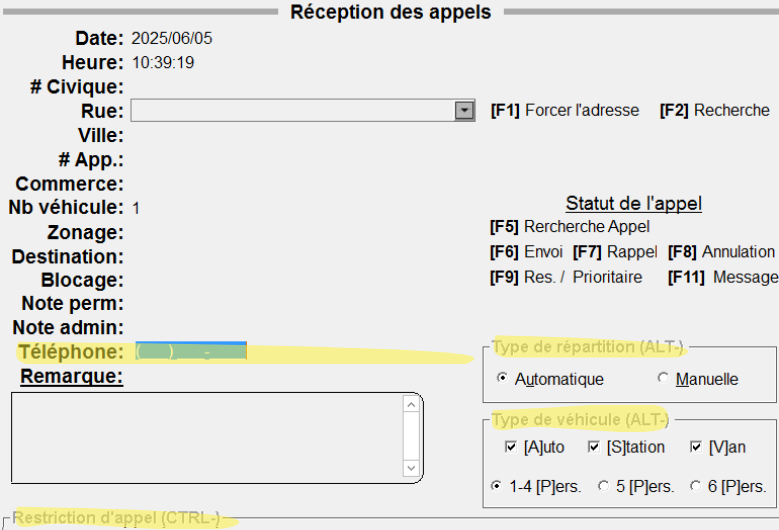 Réception des appels
Date: 2025/06/05
Heure: 10:39:19
# Civique:
Rue: [F1] Forcer l'adresse [F2] Recherche
Ville:
# App.:
Commerce:
Nb véhicule: 1
Statut de l'appel
Zonage: [F5] Rercherche Appel
Destination: [F6] Envoi [F7] Rappel [F8] Annulation
Blocage: [F9] Res. / Prioritaire [F11] Message
Note perm:
Note admin:
Téléphone: ( ) -
Type de répartition (ALT-)
Remarque: Automatique Manuelle
Type de véhicule (ALT-)
[A]uto [S]tation [V]an
1-4 [P]ers. 5 [P]ers. 6 [P]ers.
Restriction d'appel (CTRL-)